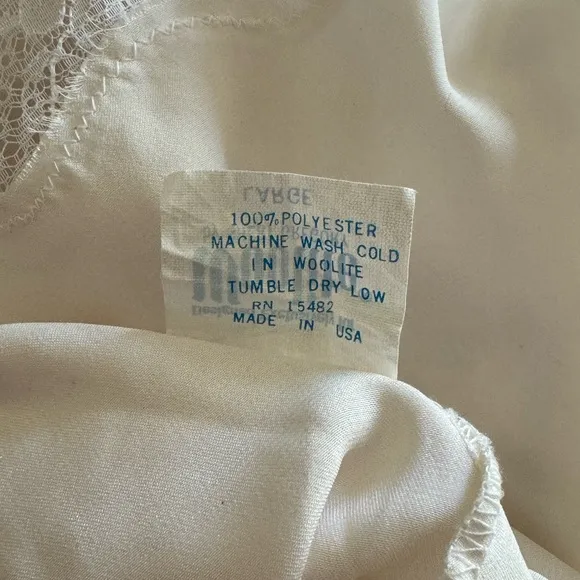 LARGE
100% POLYESTER
MACHINE WASH COLD
IN WOOLITE
TUMBLE DRY LOW
RN 15482
MADE IN USA